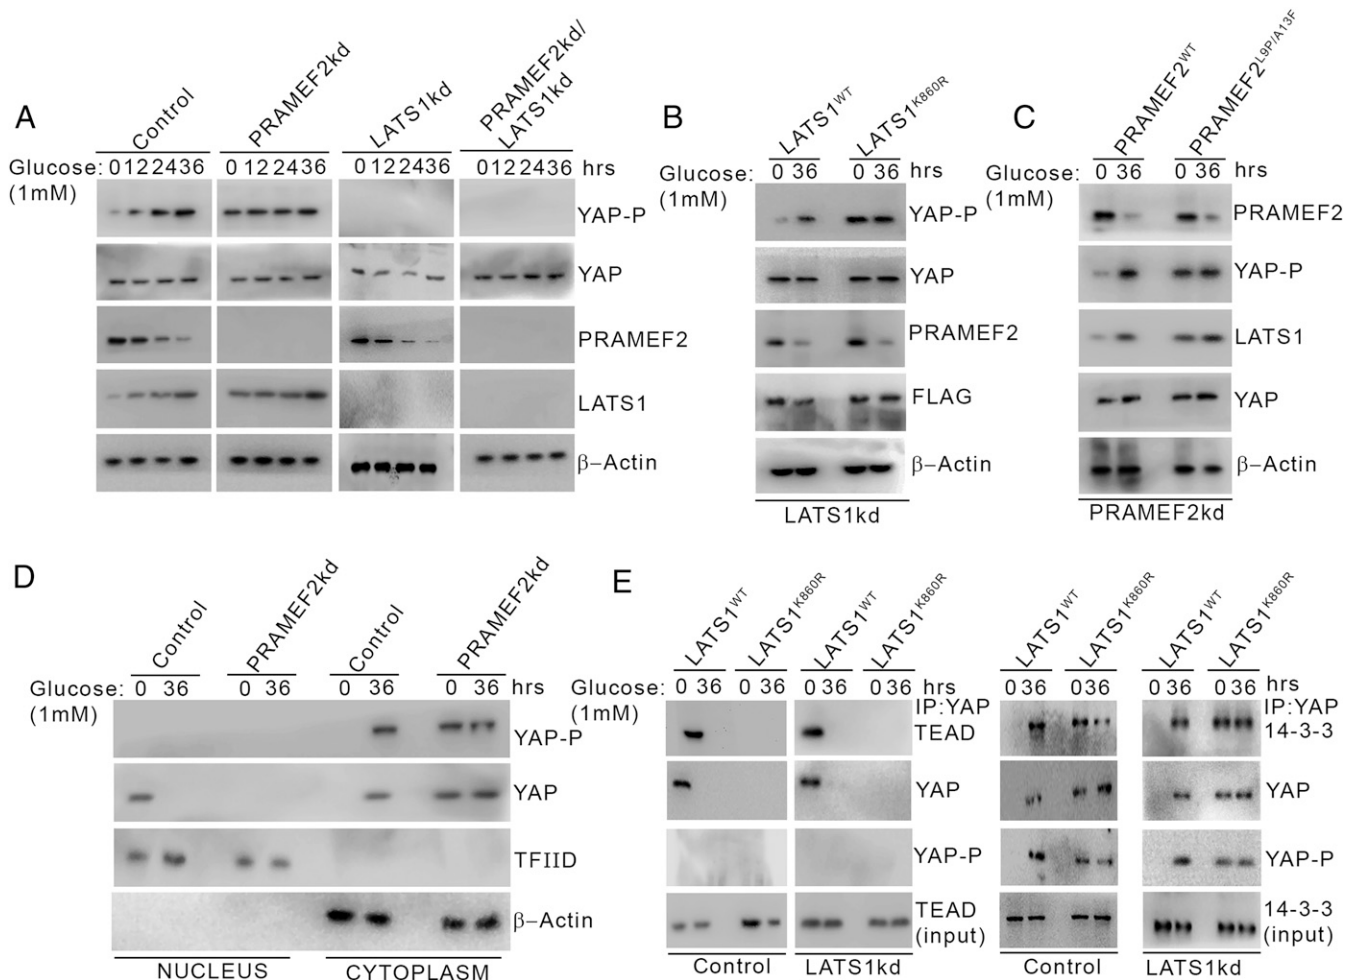 A
Control
PRAMEF2kd
LATS1kd
PRAMEF2kd/
LATS1kd
Glucose: 0 12 24 36 0 12 24 36 0 12 24 36 0 12 24 36 hrs
(1mM)
YAP-P
YAP
PRAMEF2
LATS1
β–Actin
B
LATS1WT
LATS1K860R
Glucose: 0 36 0 36 hrs
(1mM)
YAP-P
YAP
PRAMEF2
FLAG
β–Actin
LATS1kd
C
PRAMEF2WT
PRAMEF2L9P/A13F
Glucose: 0 36 0 36 hrs
(1mM)
PRAMEF2
YAP-P
LATS1
YAP
β–Actin
PRAMEF2kd
D
Control
PRAMEF2kd
Control
PRAMEF2kd
Glucose: 0 36 0 36 0 36 0 36 hrs
(1mM)
YAP-P
YAP
TFIID
β–Actin
NUCLEUS
CYTOPLASM
E
LATS1WT
LATS1K860R
LATS1WT
LATS1K860R
LATS1WT
LATS1K860R
LATS1WT
LATS1K860R
Glucose: 0 36 0 36 0 36 0 36 hrs 0 36 0 36 0 36 0 36 hrs
(1mM)
IP:YAP
TEAD
YAP
YAP-P
TEAD
(input)
Control
LATS1kd
IP:YAP
14-3-3
YAP
YAP-P
14-3-3
(input)
Control
LATS1kd